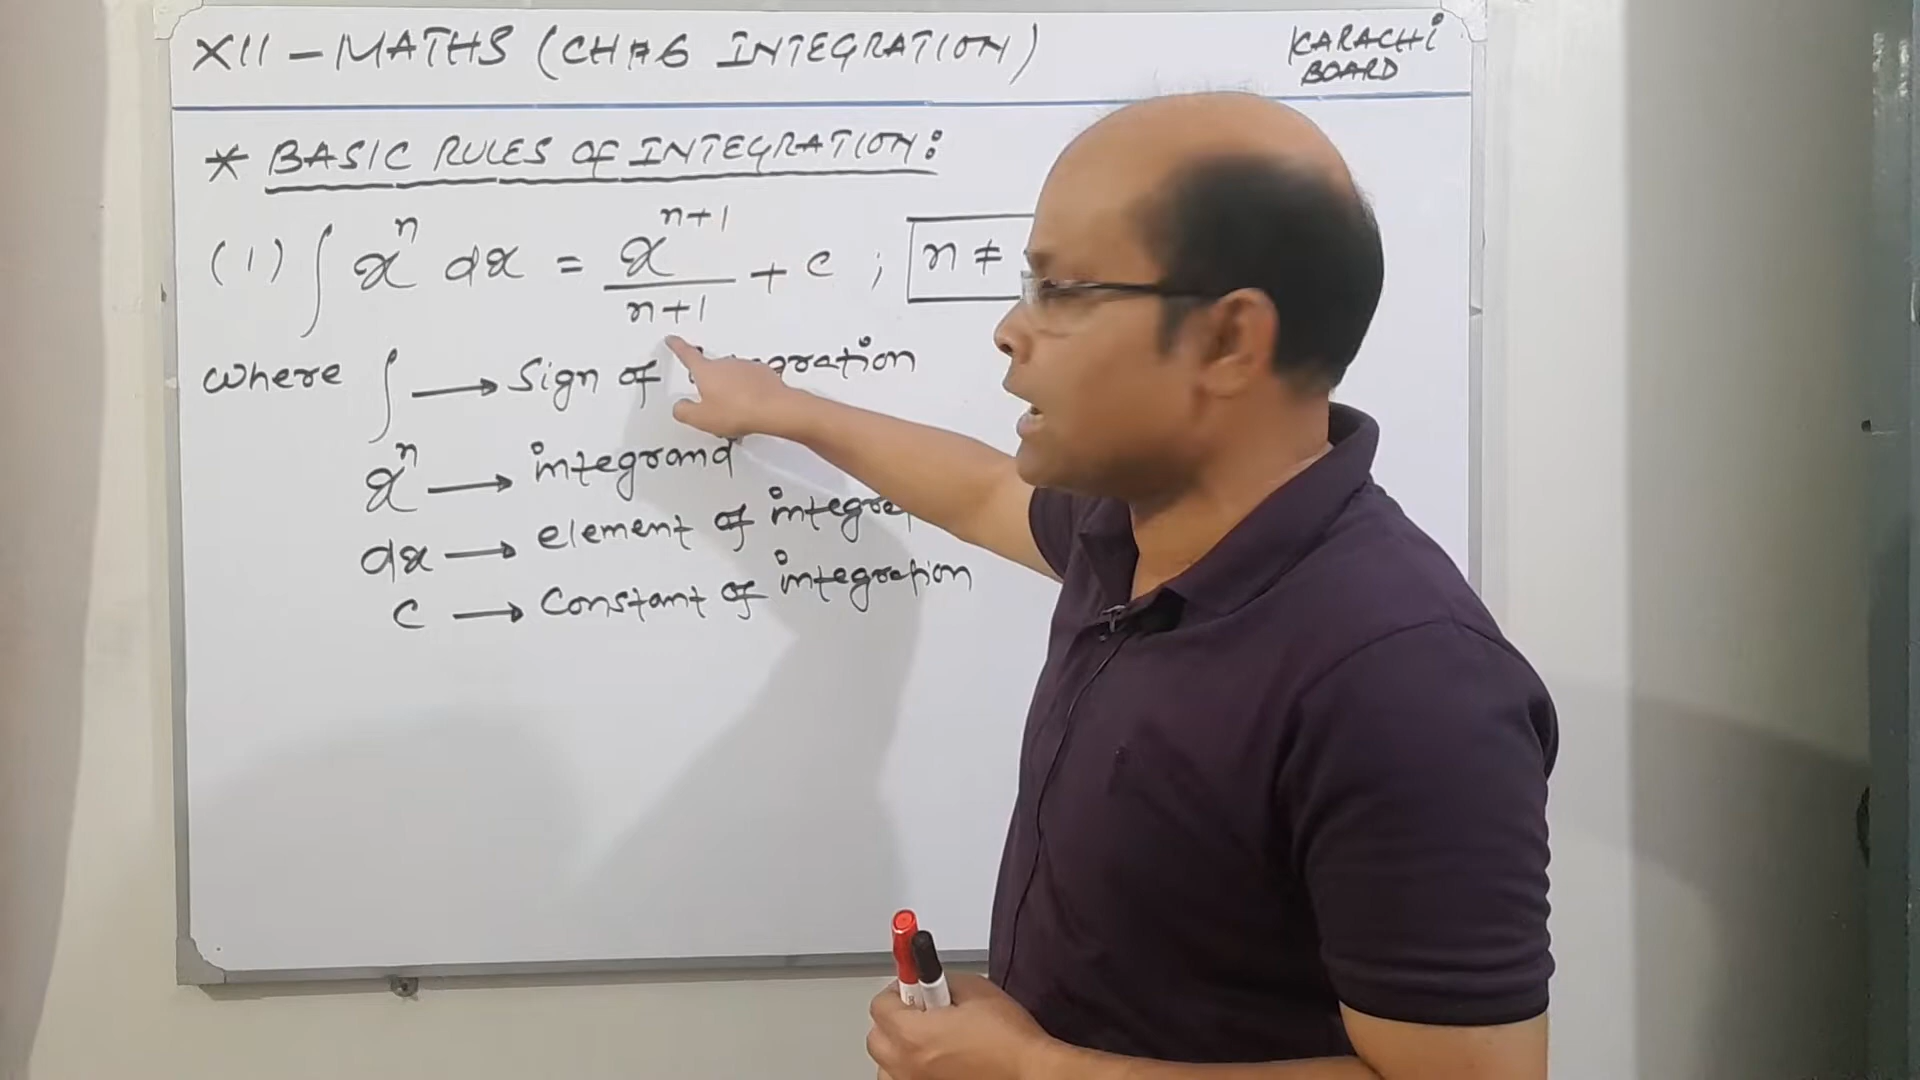 XII - MATHS (CH#6 INTEGRATION)
KARACHI BOARD
* BASIC RULES OF INTEGRATION:
(1) ∫ x^n dx = x^(n+1)/(n+1) + c ; n ≠
where ∫ → Sign of
x^n → integrand
dx → element of
c → Constant of integration